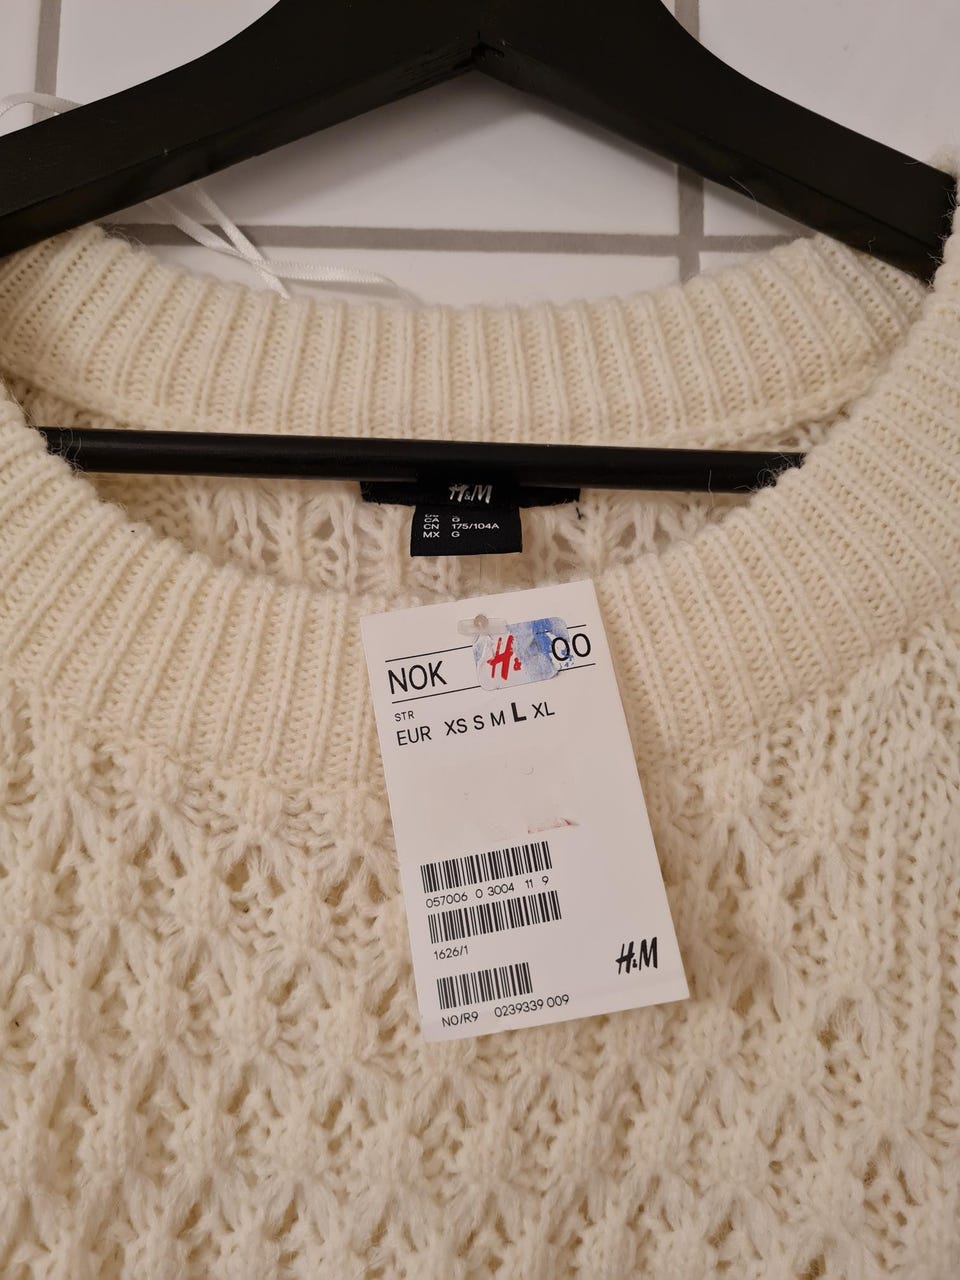 H&M
CA G
CN 175/104A
MX G
NOK H& 00
STR
EUR XS S M L XL
057006 0 3004 11 9
1626/1
H&M
NO/R9 0239339 009